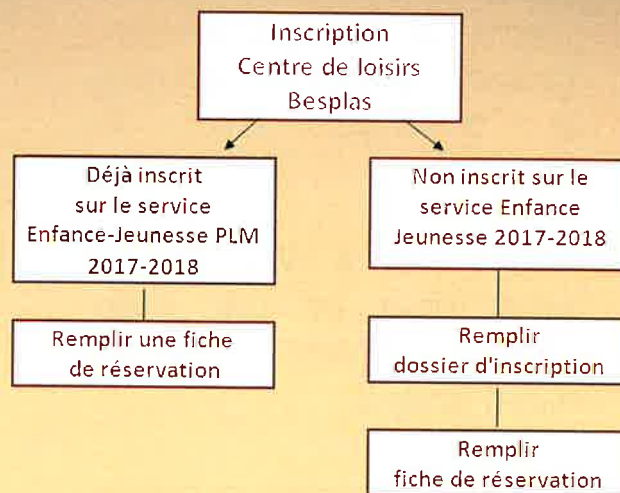 Inscription
Centre de loisirs
Besplas
Déjà inscrit
sur le service
Enfance-Jeunesse PLM
2017-2018
Remplir une fiche
de réservation
Non inscrit sur le
service Enfance
Jeunesse 2017-2018
Remplir
dossier d'inscription
Remplir
fiche de réservation